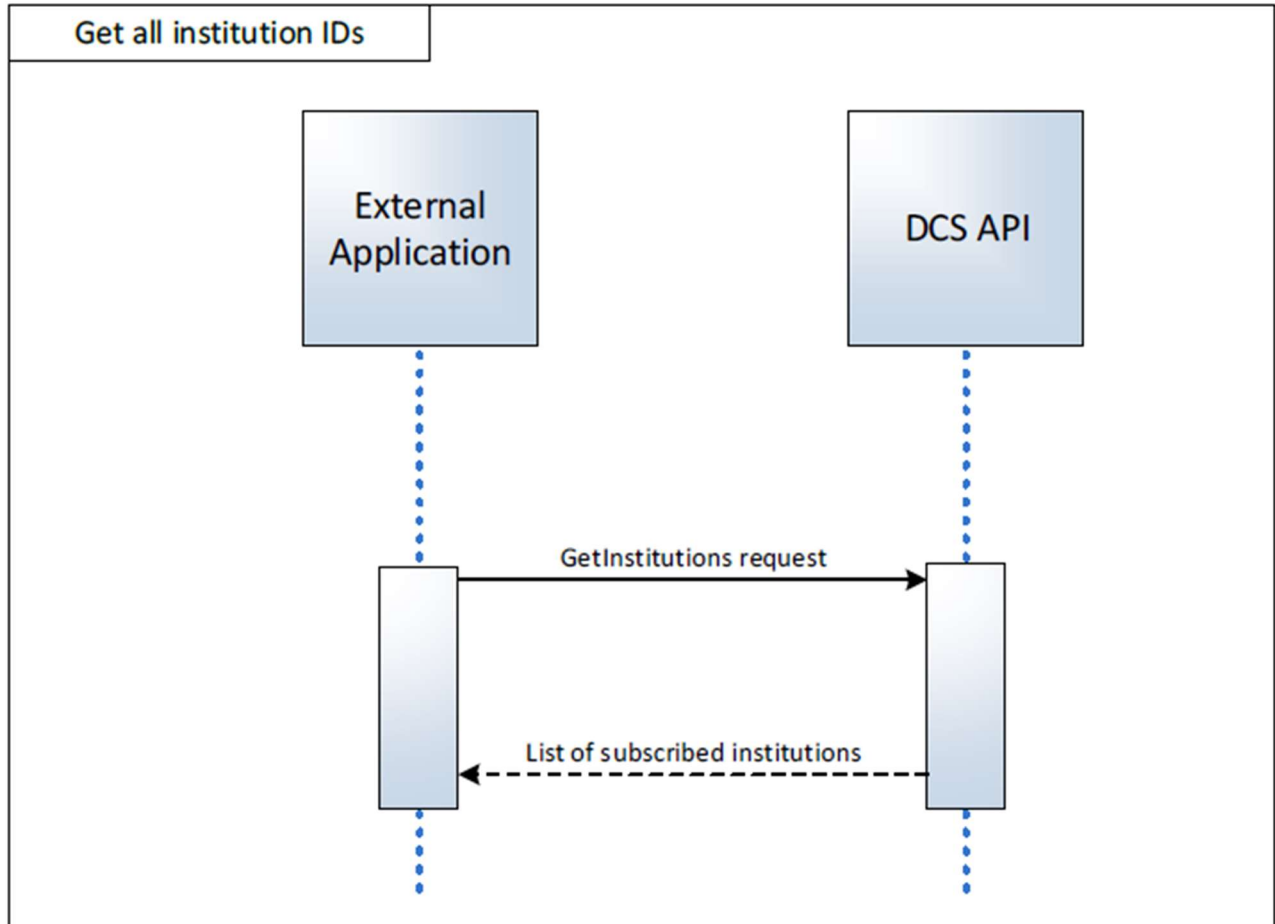 Get all institution IDs
External
Application
DCS API
GetInstitutions request
List of subscribed institutions